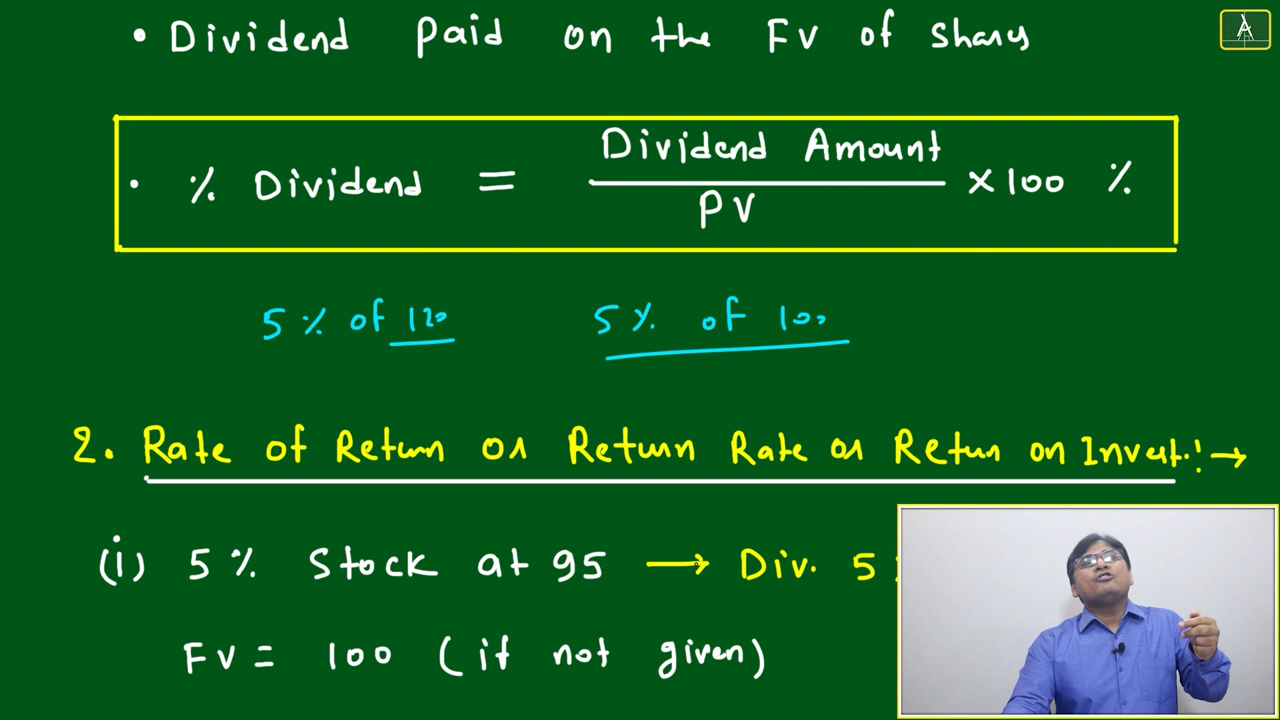 • Dividend paid on the FV of shares
• % Dividend = Dividend Amount / PV × 100 %
5 % of 120 5 % of 100
2. Rate of Return or Return Rate or Retun on Invest.! →
(i) 5 % Stock at 95 → Div. 5
FV = 100 (if not given)